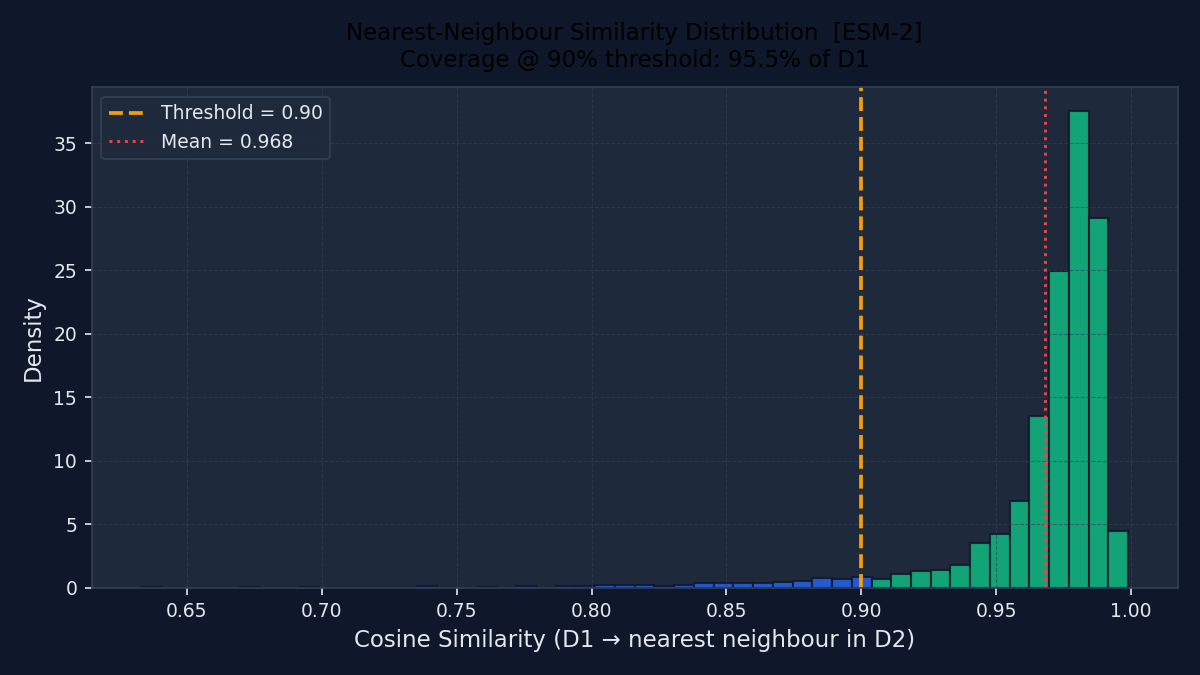 Nearest-Neighbour Similarity Distribution  [ESM-2]
Coverage @ 90% threshold: 95.5% of D1
Threshold = 0.90
Mean = 0.968
Density
35
30
25
20
15
10
5
0
0.65 0.70 0.75 0.80 0.85 0.90 0.95 1.00
Cosine Similarity (D1 → nearest neighbour in D2)